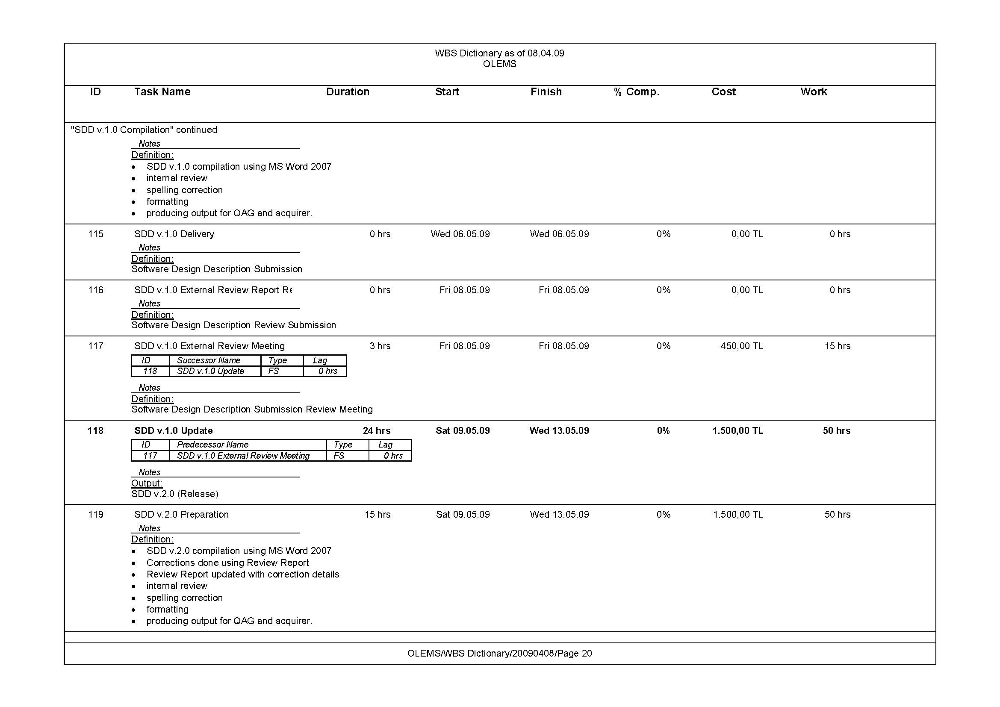 WBS Dictionary as of 08.04.09
OLEMS
ID Task Name Duration Start Finish % Comp. Cost Work
"SDD v.1.0 Compilation" continued
Notes
Definition:
• SDD v.1.0 compilation using MS Word 2007
• internal review
• spelling correction
• formatting
• producing output for QAG and acquirer.
115 SDD v.1.0 Delivery 0 hrs Wed 06.05.09 Wed 06.05.09 0% 0,00 TL 0 hrs
Notes
Definition:
Software Design Description Submission
116 SDD v.1.0 External Review Report 0 hrs Fri 08.05.09 Fri 08.05.09 0% 0,00 TL 0 hrs
Notes
Definition:
Software Design Description Review Submission
117 SDD v.1.0 External Review Meeting 3 hrs Fri 08.05.09 Fri 08.05.09 0% 450,00 TL 15 hrs
ID Successor Name Type Lag
118 SDD v.1.0 Update FS 0 hrs
Notes
Definition:
Software Design Description Submission Review Meeting
118 SDD v.1.0 Update 24 hrs Sat 09.05.09 Wed 13.05.09 0% 1.500,00 TL 50 hrs
ID Predecessor Name Type Lag
117 SDD v.1.0 External Review Meeting FS 0 hrs
Notes
Output:
SDD v.2.0 (Release)
119 SDD v.2.0 Preparation 15 hrs Sat 09.05.09 Wed 13.05.09 0% 1.500,00 TL 50 hrs
Notes
Definition:
• SDD v.2.0 compilation using MS Word 2007
• Corrections done using Review Report
• Review Report updated with correction details
• internal review
• spelling correction
• formatting
• producing output for QAG and acquirer.
OLEMS/WBS Dictionary/20090408/Page 20